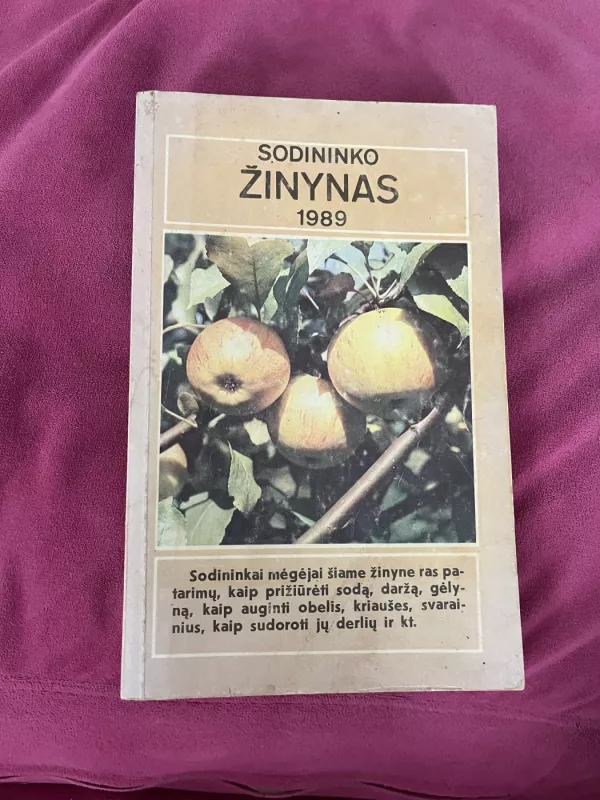 SODININKO
ŽINYNAS
1989
Sodininkai mėgėjai šiame žinyne ras pa-
tarimų, kaip prižiūrėti sodą, daržą, gėly-
ną, kaip auginti obelis, kriaušes, svarai-
nius, kaip sudoroti jų derlių ir kt.